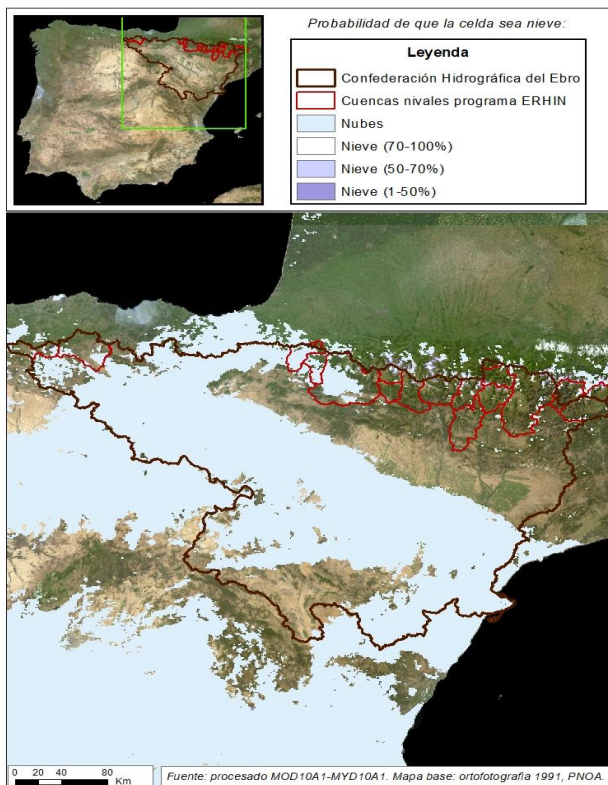 Probabilidad de que la celda sea nieve:
Leyenda
Confederación Hidrográfica del Ebro
Cuencas nivales programa ERHIN
Nubes
Nieve (70-100%)
Nieve (50-70%)
Nieve (1-50%)
0 20 40 80
Km
Fuente: procesado MOD10A1-MYD10A1. Mapa base: ortofotografia 1991, PNOA.